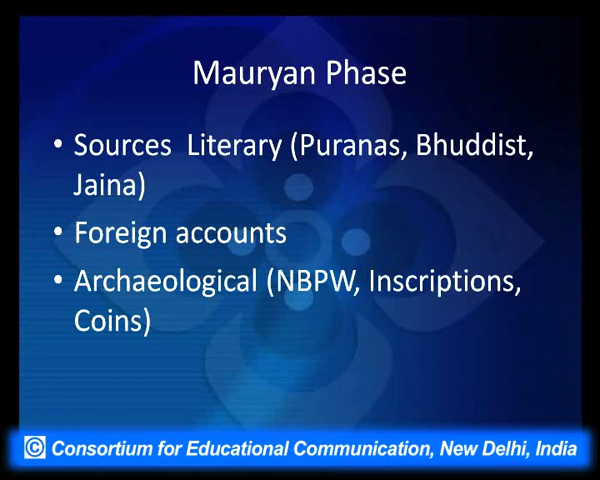 Mauryan Phase
• Sources  Literary (Puranas, Bhuddist,
Jaina)
• Foreign accounts
• Archaeological (NBPW, Inscriptions,
Coins)
© Consortium for Educational Communication, New Delhi, India